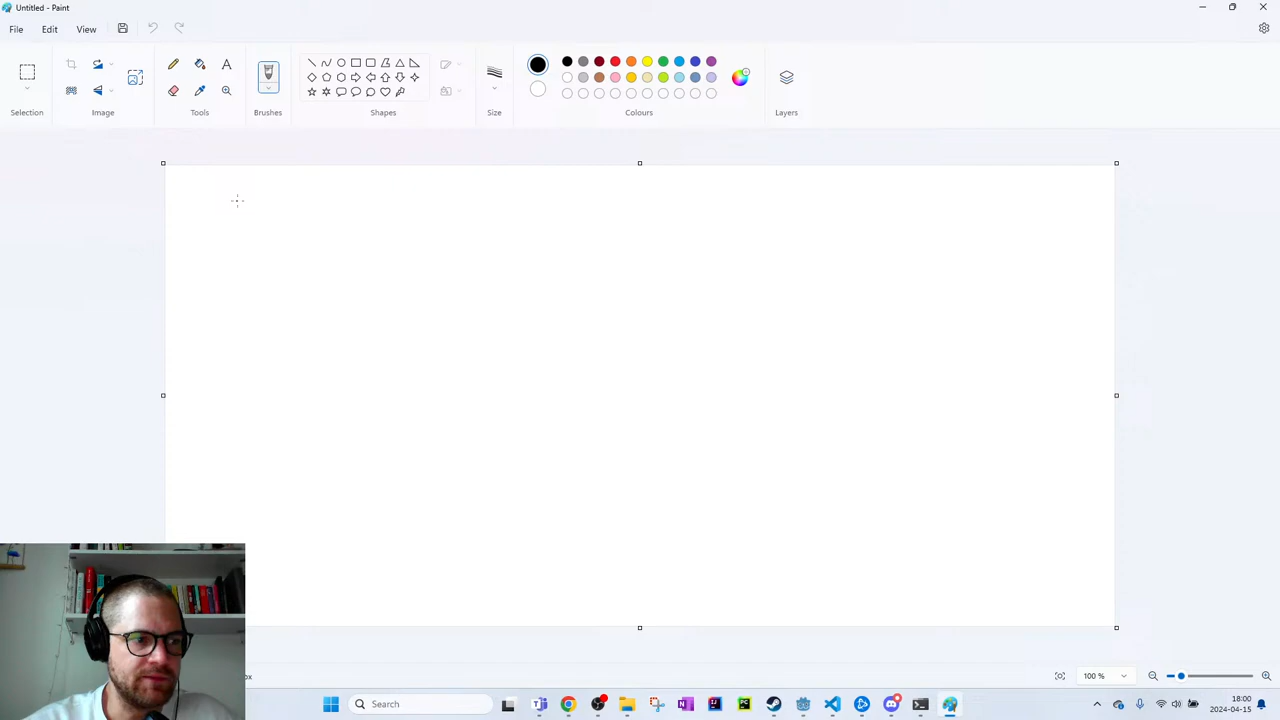 Untitled - Paint
File
Edit
View
Selection
Image
Tools
Brushes
Shapes
Size
Colours
Layers
100 %
Search
18:00
2024-04-15